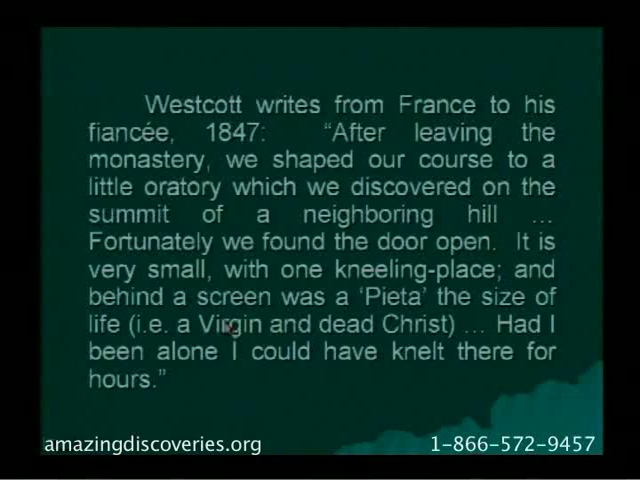 Westcott writes from France to his
fiancée, 1847: "After leaving the
monastery, we shaped our course to a
little oratory which we discovered on the
summit of a neighboring hill ...
Fortunately we found the door open. It is
very small, with one kneeling-place; and
behind a screen was a 'Pieta' the size of
life (i.e. a Virgin and dead Christ) ... Had I
been alone I could have knelt there for
hours."
amazingdiscoveries.org 1-866-572-9457